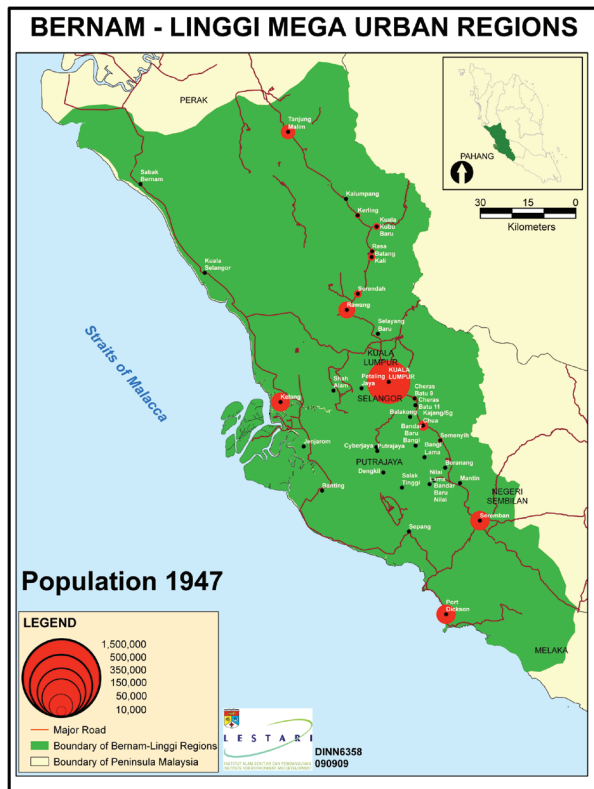 BERNAM - LINGGI MEGA URBAN REGIONS
PERAK
Tanjung
Malim
PAHANG
30 15 0 30
Kilometers
Sabak
Bernam
Kalumpang
Kerling
Kuala
Kubu
Baru
Rasa
Batang
Kali
Kuala
Selangor
Serendah
Rawang
Selayang
Baru
Straits of Malacca
KUALA
LUMPUR
KUALA
LUMPUR
Shah
Alam
Petaling
Jaya
SELANGOR
Cheras
Batu 9
Cheras
Batu 11
Kelang
Balakong
Kajang/Sg
Chua
Bandar
Baru
Bangi
Semenyih
Jenjarom
Cyberjaya
Putrajaya
Bangi
Lama
PUTRAJAYA
Beranang
Dengkil
Salak
Tinggi
Nilai
Lama
Bandar
Baru
Nilai
Mantin
Banting
NEGERI
SEMBILAN
Seremban
Sepang
Population 1947
Port
Dickson
MELAKA
LEGEND
1,500,000
500,000
350,000
150,000
50,000
10,000
Major Road
Boundary of Bernam-Linggi Regions
Boundary of Peninsula Malaysia
LESTARI
DINN6358
090909